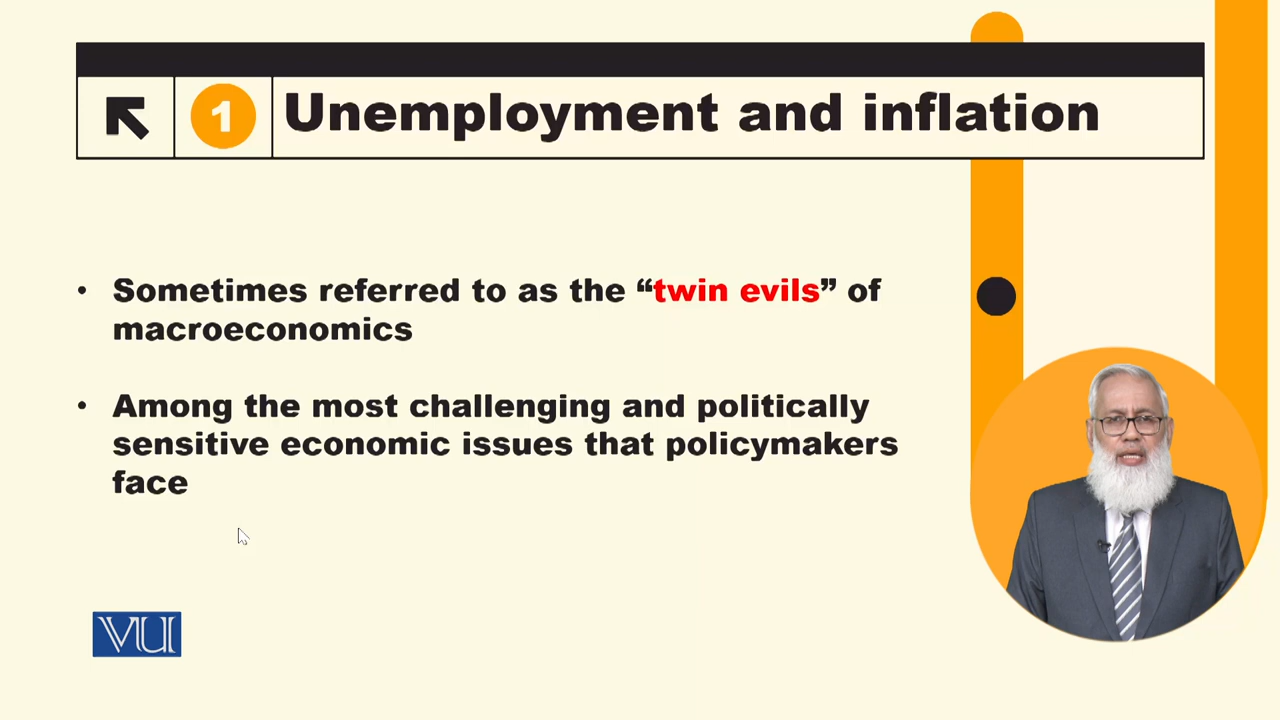 1 Unemployment and inflation
• Sometimes referred to as the “twin evils” of
macroeconomics
• Among the most challenging and politically
sensitive economic issues that policymakers
face
VU